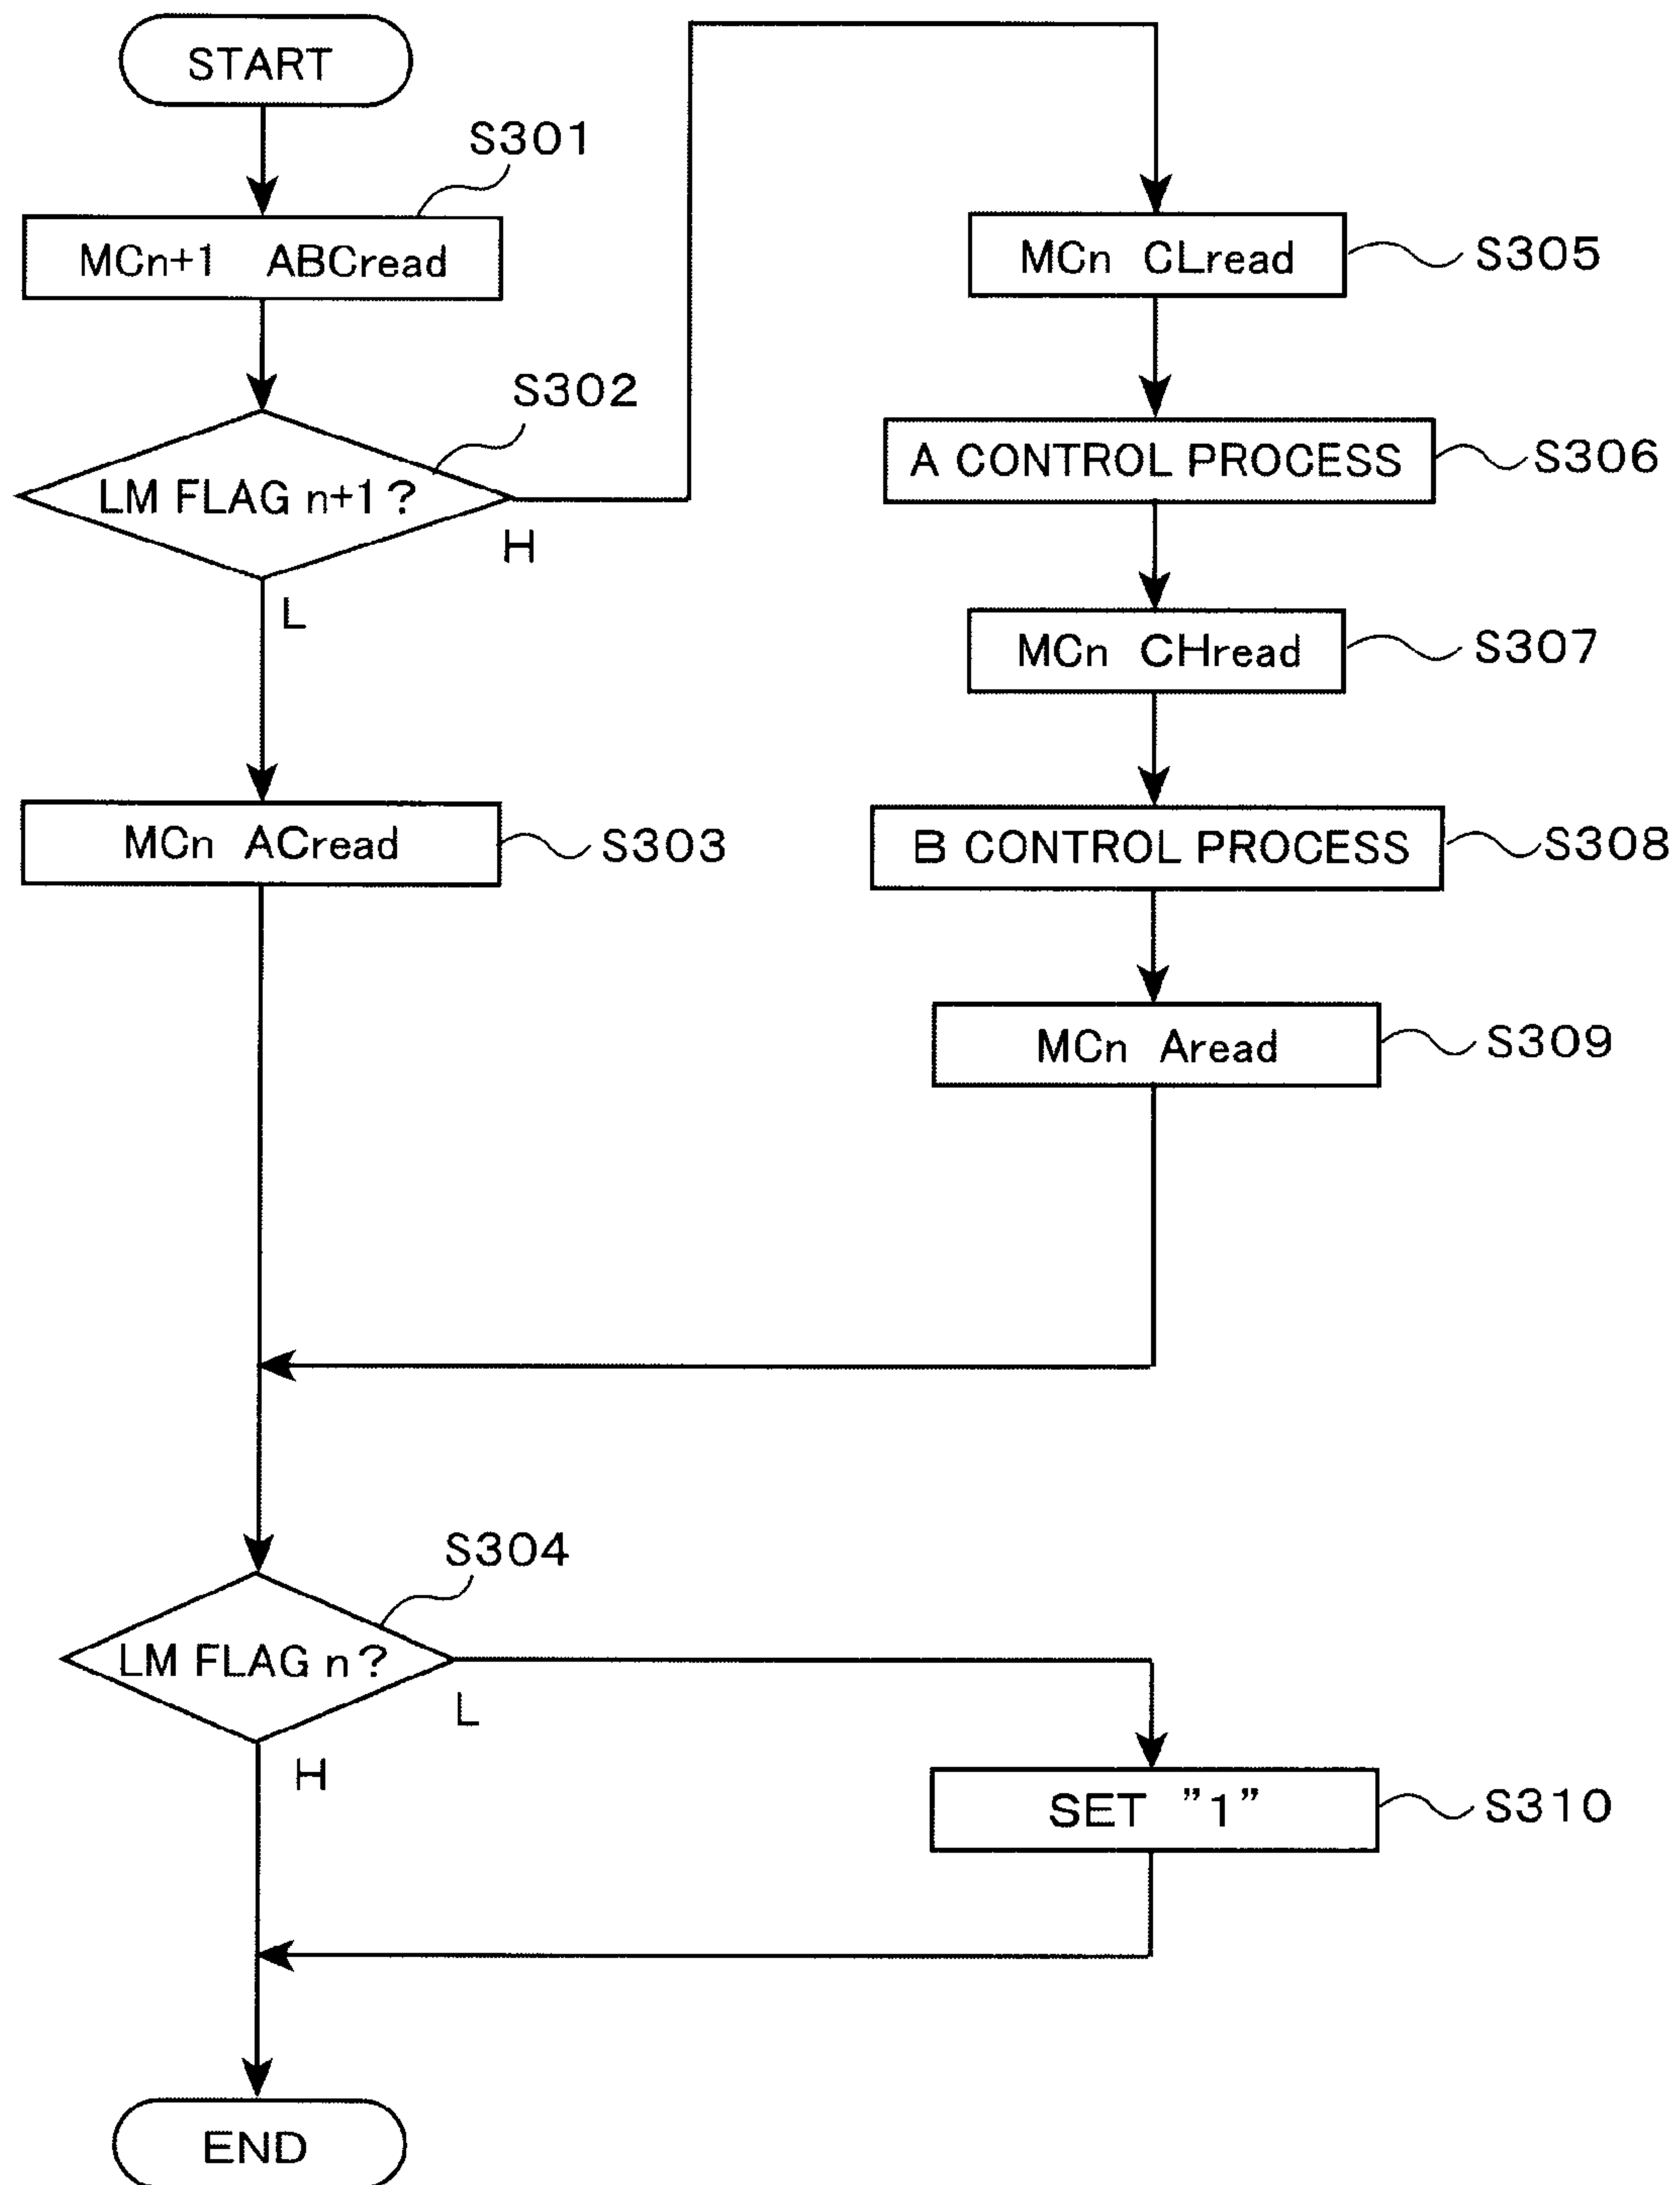 START
S301
MCn+1 ABCread
S302
LM FLAG n+1?
H
L
MCn ACread
S303
MCn CLread
S305
A CONTROL PROCESS
S306
MCn CHread
S307
B CONTROL PROCESS
S308
MCn Aread
S309
S304
LM FLAG n?
L
H
SET ”1”
S310
END